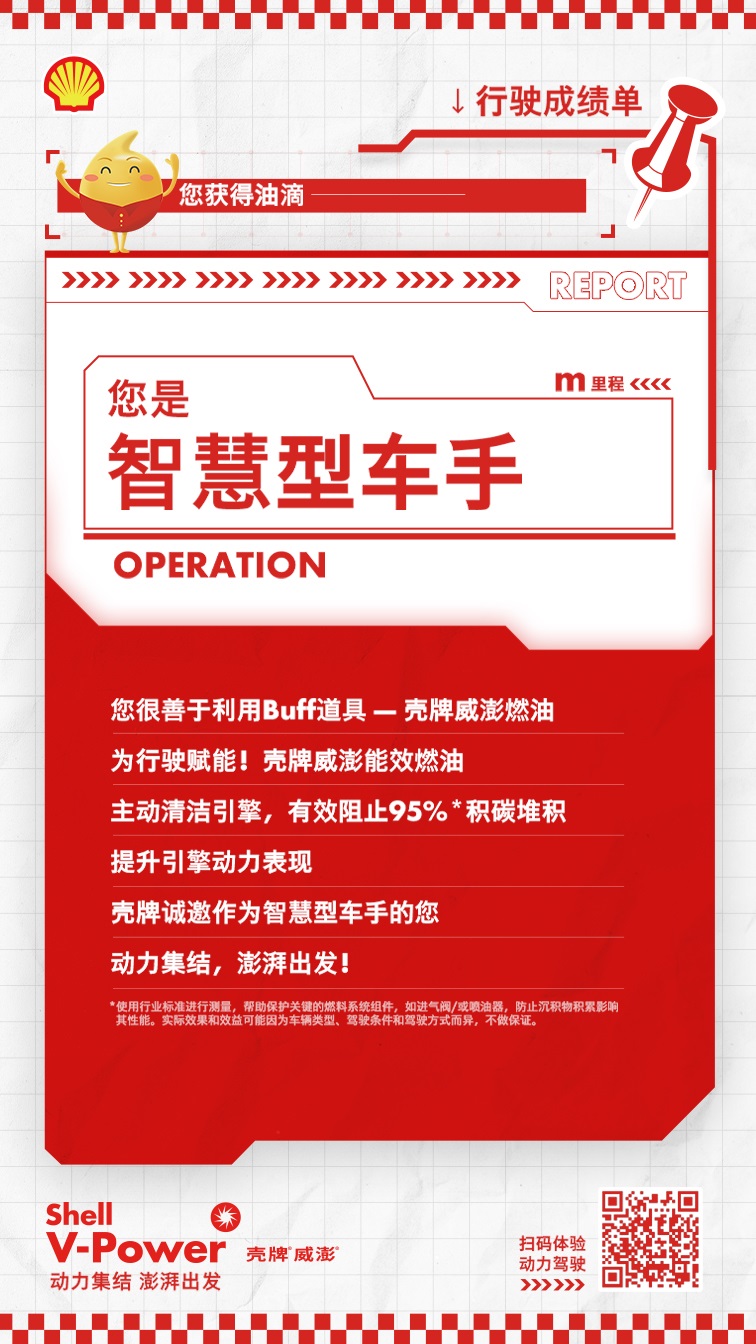 ↓行驶成绩单
您获得油滴
REPORT
您是
m 里程
智慧型车手
OPERATION
您很善于利用Buff道具 — 壳牌威澎燃油
为行驶赋能！壳牌威澎能效燃油
主动清洁引擎，有效阻止95%*积碳堆积
提升引擎动力表现
壳牌诚邀作为智慧型车手的您
动力集结，澎湃出发！
*使用行业标准进行测量，帮助保护关键的燃料系统组件，如进气阀/或喷油器，防止沉积物积累影响
其性能。实际效果和效益可能因为车辆类型、驾驶条件和驾驶方式而异，不做保证。
Shell
V-Power
壳牌®威澎®
动力集结 澎湃出发
扫码体验
动力驾驶